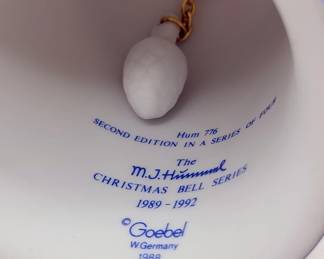 Hum 776
SECOND EDITION IN A SERIES OF FOUR
The
M.J. Hummel
CHRISTMAS BELL SERIES
1989-1992
© Goebel
W. Germany
1988